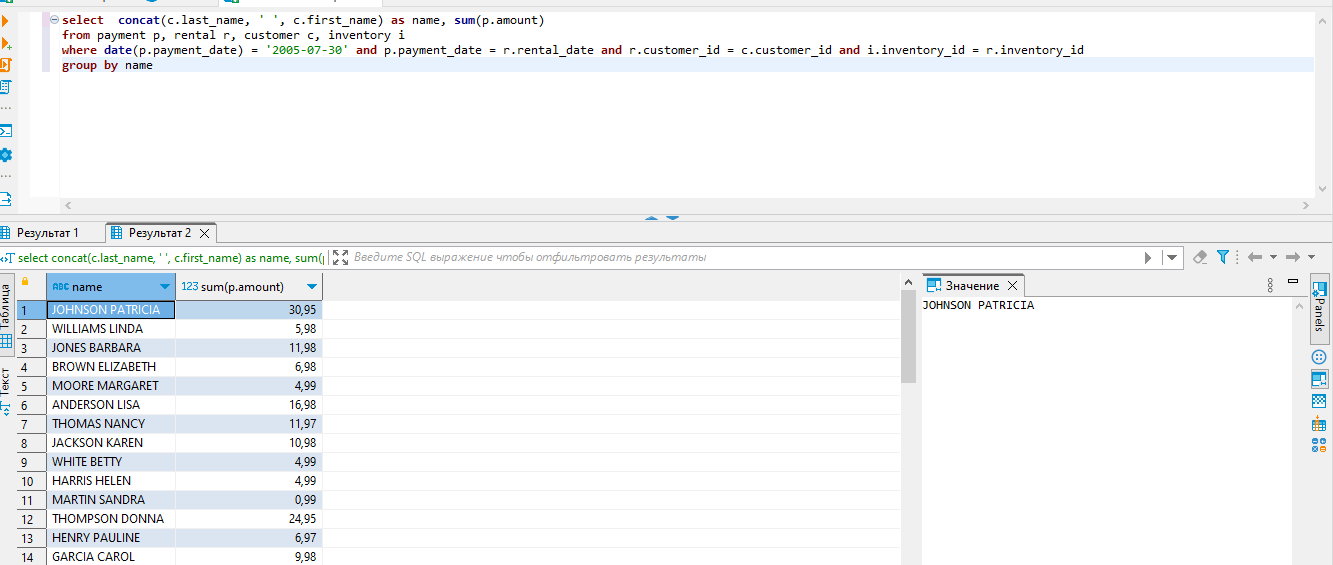 select  concat(c.last_name, ' ', c.first_name) as name, sum(p.amount)
from payment p, rental r, customer c, inventory i
where date(p.payment_date) = '2005-07-30' and p.payment_date = r.rental_date and r.customer_id = c.customer_id and i.inventory_id = r.inventory_id
group by name
Результат 1
Результат 2
select concat(c.last_name, ' ', c.first_name) as name, sum(p
Введите SQL выражение чтобы отфильтровать результаты
Таблица
Текст
ABC name
123 sum(p.amount)
1 JOHNSON PATRICIA 30,95
2 WILLIAMS LINDA 5,98
3 JONES BARBARA 11,98
4 BROWN ELIZABETH 6,98
5 MOORE MARGARET 4,99
6 ANDERSON LISA 16,98
7 THOMAS NANCY 11,97
8 JACKSON KAREN 10,98
9 WHITE BETTY 4,99
10 HARRIS HELEN 4,99
11 MARTIN SANDRA 0,99
12 THOMPSON DONNA 24,95
13 HENRY PAULINE 6,97
14 GARCIA CAROL 9,98
Значение
JOHNSON PATRICIA
Panels